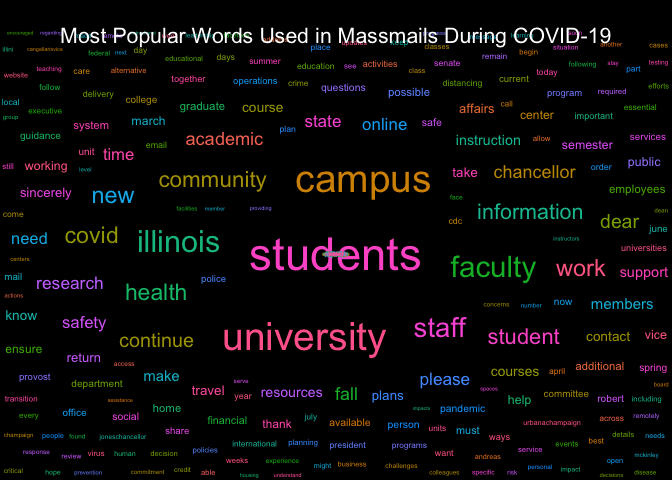 Most Popular Words Used in Massmails During COVID-19
encouraged
illini
cangellarisvice
federal
next
day
place
classes
situation
another
cases
website
teaching
care
alternative
educational
days
summer
education
see
activities
class
senate
remain
begin
following
stay
testing
part
follow
together
operations
crime
questions
possible
distancing
current
today
program
required
efforts
local
delivery
college
graduate
course
affairs
call
center
important
essential
group
executive
march
state
online
safe
guidance
system
email
academic
plan
instruction
allow
semester
services
still
working
unit
time
level
community
campus
take
chancellor
order
public
sincerely
new
face
information
employees
come
facilities
member
providing
cdc
dear
dean
june
need
covid
illinois
students
instructors
universities
centers
mail
research
police
faculty
work
support
actions
health
concerns
number
now
members
know
safety
university
staff
student
contact
vice
ensure
return
continue
access
courses
april
additional
spring
provost
department
make
serve
please
spaces
board
transition
assistance
travel
year
resources
fall
plans
help
committee
robert
including
every
office
social
home
july
impacts
pandemic
across
remotely
champaign
people
found
joneschancellor
share
financial
thank
available
person
units
must
ways
urbanachampaign
details
needs
response
review
virus
human
decision
policies
international
planning
president
programs
want
service
events
best
open
mckinley
critical
hope
prevention
commitment
credit
able
weeks
experience
housing
understand
might
business
challenges
colleagues
andreas
specific
risk
personal
impact
decisions
disease